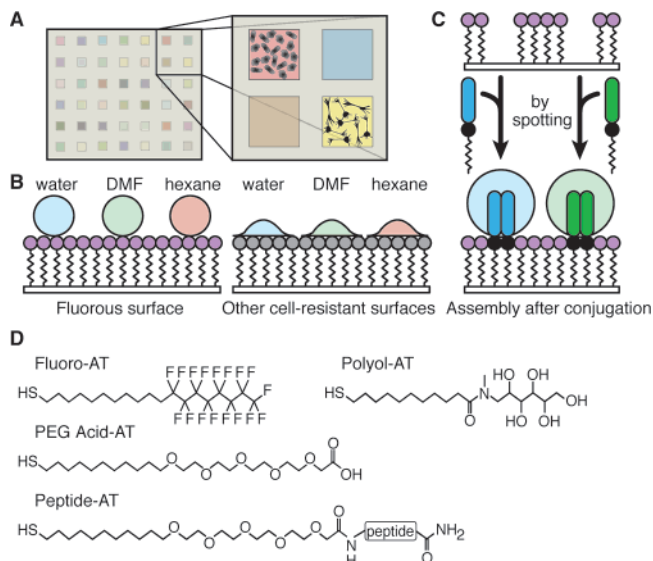 A
C
by
spotting
B
water DMF hexane water DMF hexane
Fluorous surface Other cell-resistant surfaces Assembly after conjugation
D
Fluoro-AT
F F F F F F F F
F
HS
F F F F F F F F
Polyol-AT
OH OH
HS
N
OH
O
OH OH
PEG Acid-AT
O
HS
O O O O O
OH
Peptide-AT
O
HS
O O O O O
N
H
peptide
NH2
O